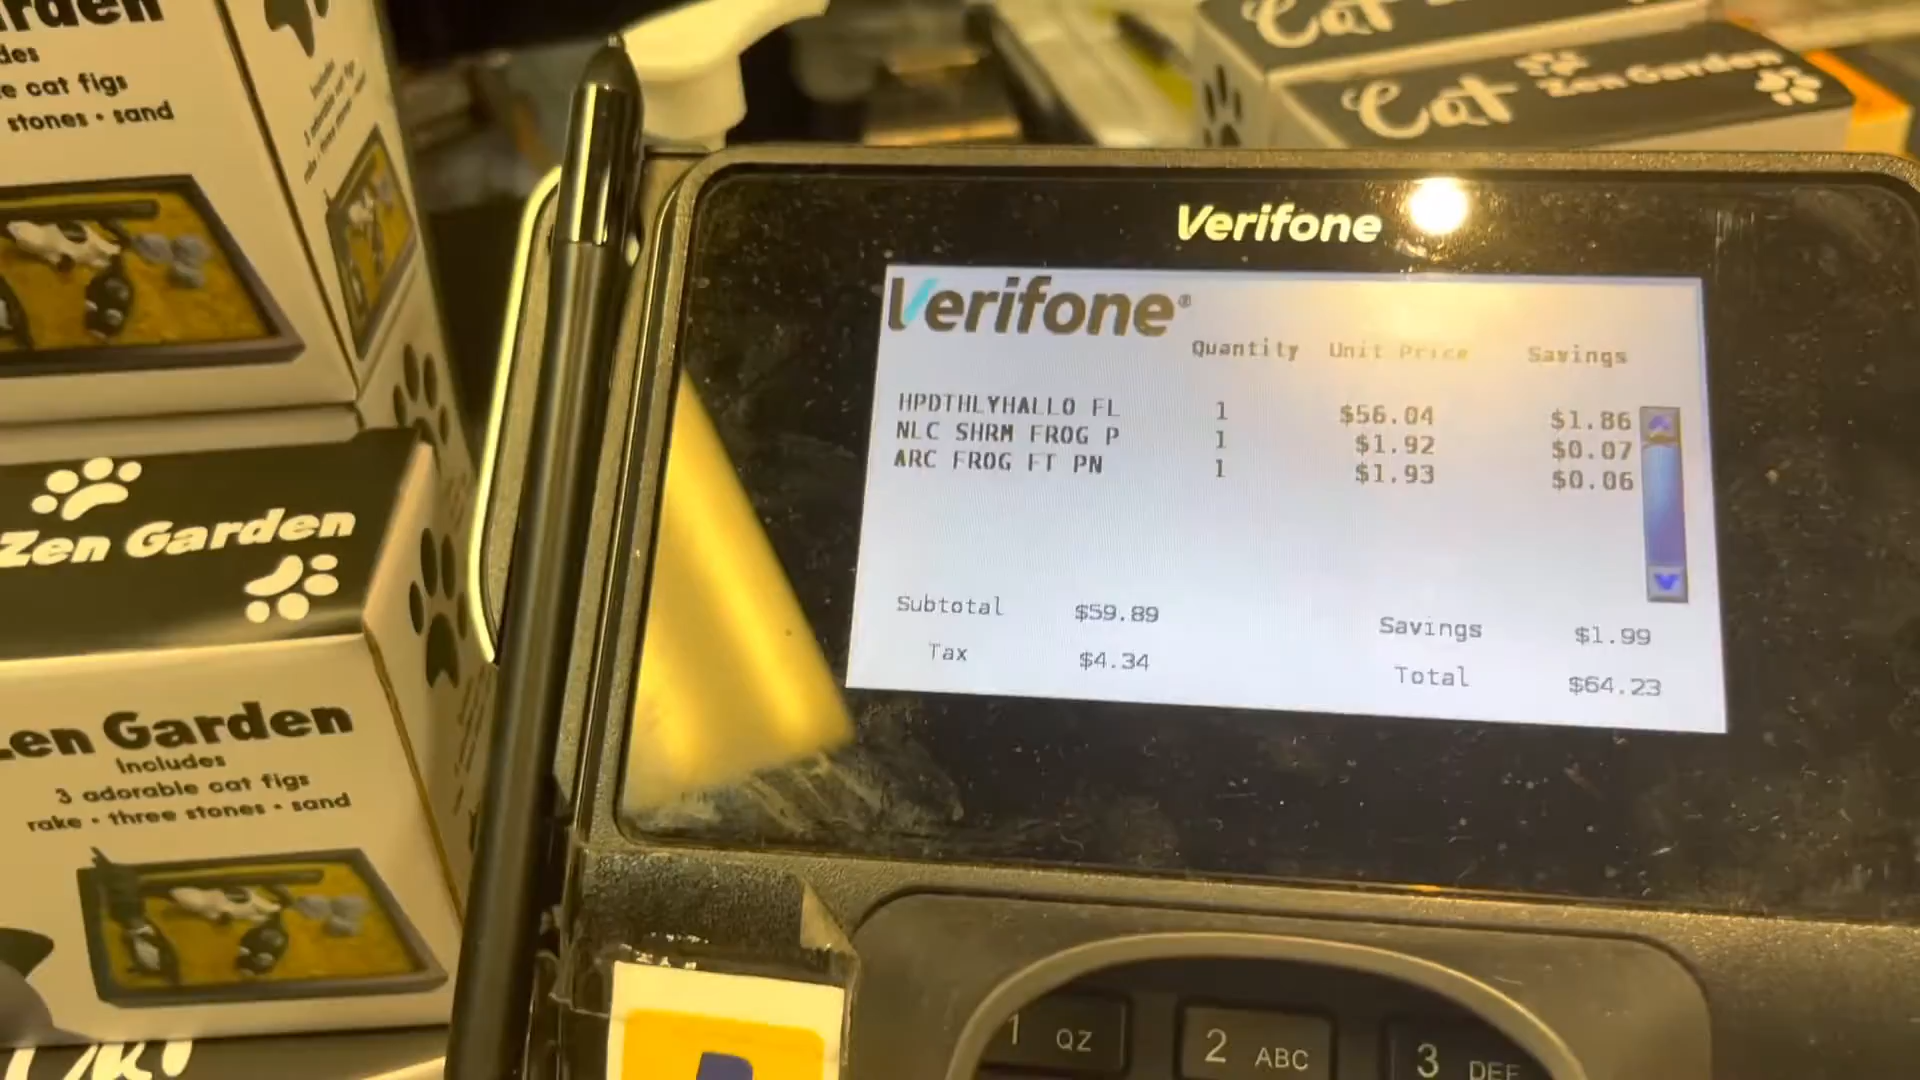 rden
des
e cat figs
stones • sand
Zen Garden
Zen Garden
Includes
3 adorable cat figs
rake • three stones • sand
Cat
Cat Zen Garden
Verifone
Verifone®
Quantity Unit Price Savings
HPDTHLYHALLO FL 1 $56.04 $1.86
NLC SHRM FROG P 1 $1.92 $0.07
ARC FROG FT PN 1 $1.93 $0.06
Subtotal $59.89 Savings $1.99
Tax $4.34 Total $64.23
1 QZ 2 ABC 3 DEF